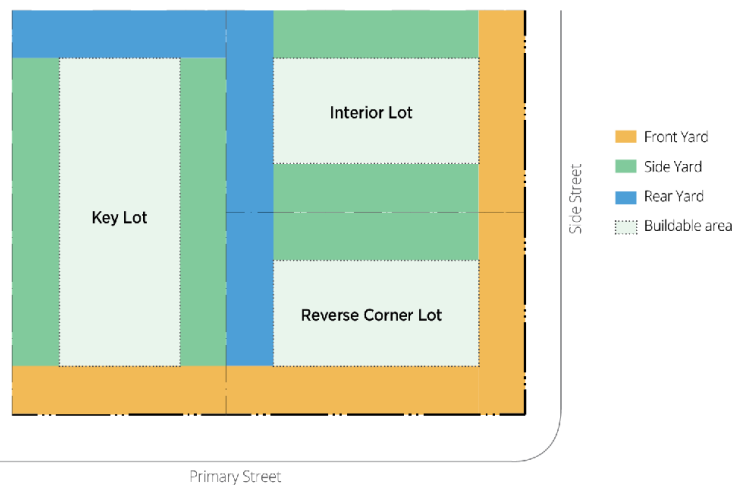 Interior Lot
Key Lot
Reverse Corner Lot
Side Street
Primary Street
Front Yard
Side Yard
Rear Yard
Buildable area